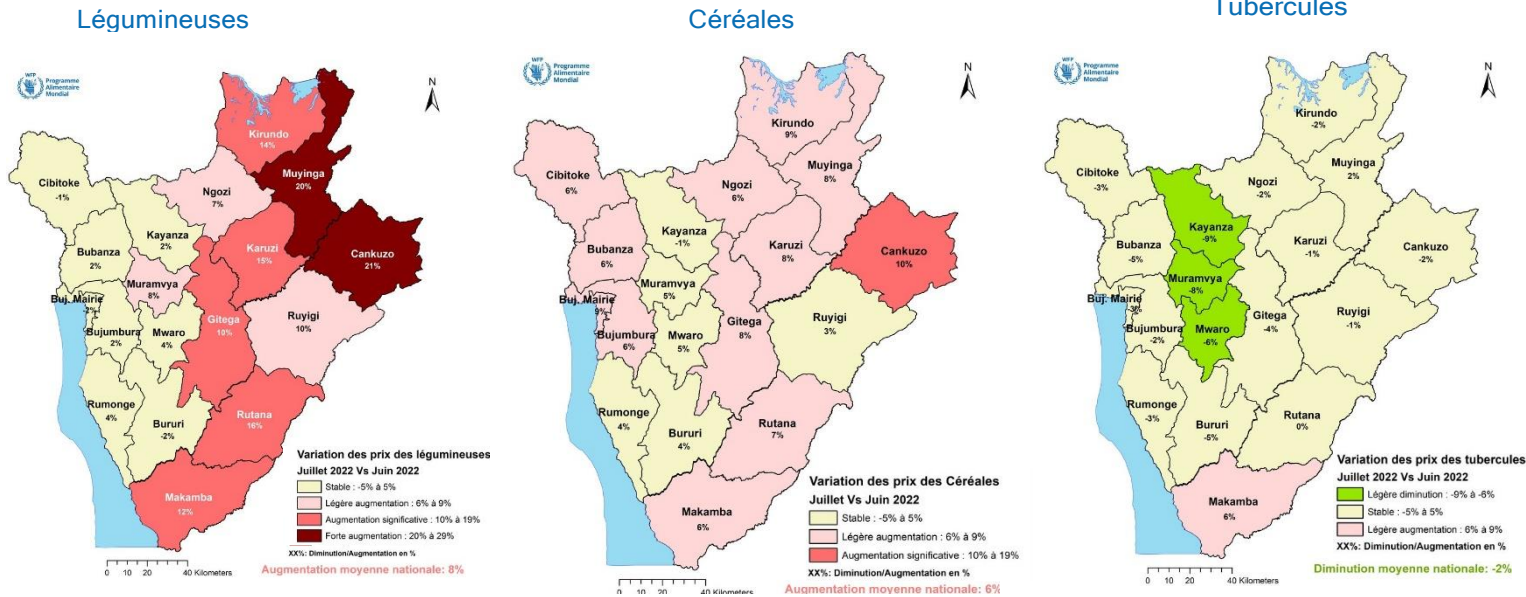 Légumineuses
WFP
Programme
Alimentaire
Mondial
N
Kirundo
14%
Muyinga
20%
Cibitoke
-1%
Ngozi
7%
Kayanza
2%
Karuzi
15%
Cankuzo
21%
Bubanza
2%
Muramvya
8%
Buj. Mairie
-2%
Gitega
10%
Ruyigi
10%
Bujumbura
2%
Mwaro
4%
Rumonge
4%
Bururi
-2%
Rutana
16%
Makamba
12%
Variation des prix des légumineuses
Juillet 2022 Vs Juin 2022
Stable : -5% à 5%
Légère augmentation : 6% à 9%
Augmentation significative : 10% à 19%
Forte augmentation : 20% à 29%
XX%: Diminution/Augmentation en %
0 10 20 40 Kilometers
Augmentation moyenne nationale: 8%
Céréales
WFP
Programme
Alimentaire
Mondial
N
Kirundo
9%
Muyinga
8%
Cibitoke
6%
Ngozi
6%
Kayanza
-1%
Karuzi
8%
Cankuzo
10%
Bubanza
6%
Muramvya
5%
Buj. Mairie
9%
Gitega
8%
Ruyigi
3%
Bujumbura
6%
Mwaro
5%
Rumonge
4%
Bururi
4%
Rutana
7%
Makamba
6%
Variation des prix des Céréales
Juillet Vs Juin 2022
Stable : -5% à 5%
Légère augmentation : 6% à 9%
Augmentation significative : 10% à 19%
XX%: Diminution/Augmentation en %
0 10 20 40 Kilometers
Augmentation moyenne nationale: 6%
Tubercules
WFP
Programme
Alimentaire
Mondial
N
Kirundo
-2%
Muyinga
2%
Cibitoke
-3%
Ngozi
-2%
Kayanza
-9%
Karuzi
-1%
Cankuzo
-2%
Bubanza
-5%
Muramvya
-8%
Buj. Mairie
-3%
Gitega
-4%
Ruyigi
-1%
Bujumbura
-2%
Mwaro
-6%
Rumonge
-3%
Bururi
-5%
Rutana
0%
Makamba
6%
Variation des prix des tubercules
Juillet 2022 Vs Juin 2022
Légère diminution : -9% à -6%
Stable : -5% à 5%
Légère augmentation : 6% à 9%
XX%: Diminution/Augmentation en %
0 10 20 40 Kilometers
Diminution moyenne nationale: -2%